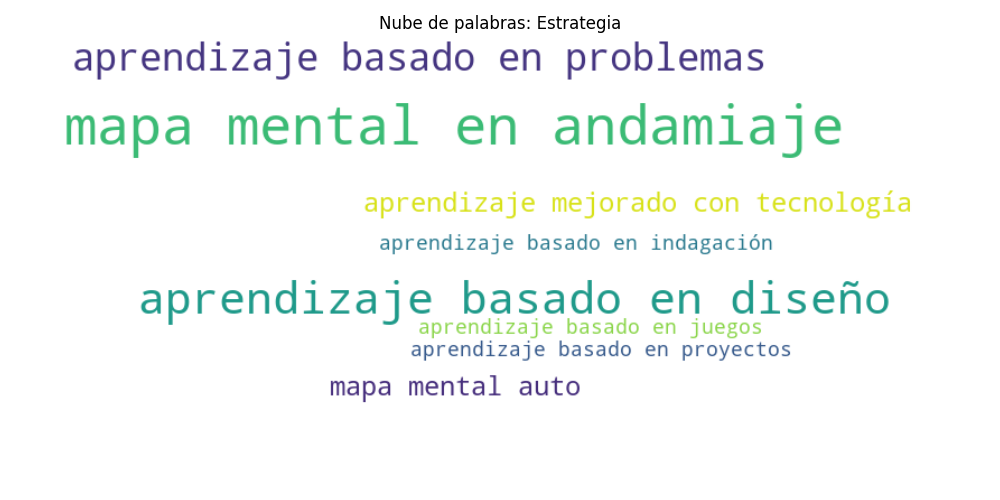 Nube de palabras: Estrategia
aprendizaje basado en problemas
mapa mental en andamiaje
aprendizaje mejorado con tecnología
aprendizaje basado en indagación
aprendizaje basado en diseño
aprendizaje basado en juegos
aprendizaje basado en proyectos
mapa mental auto